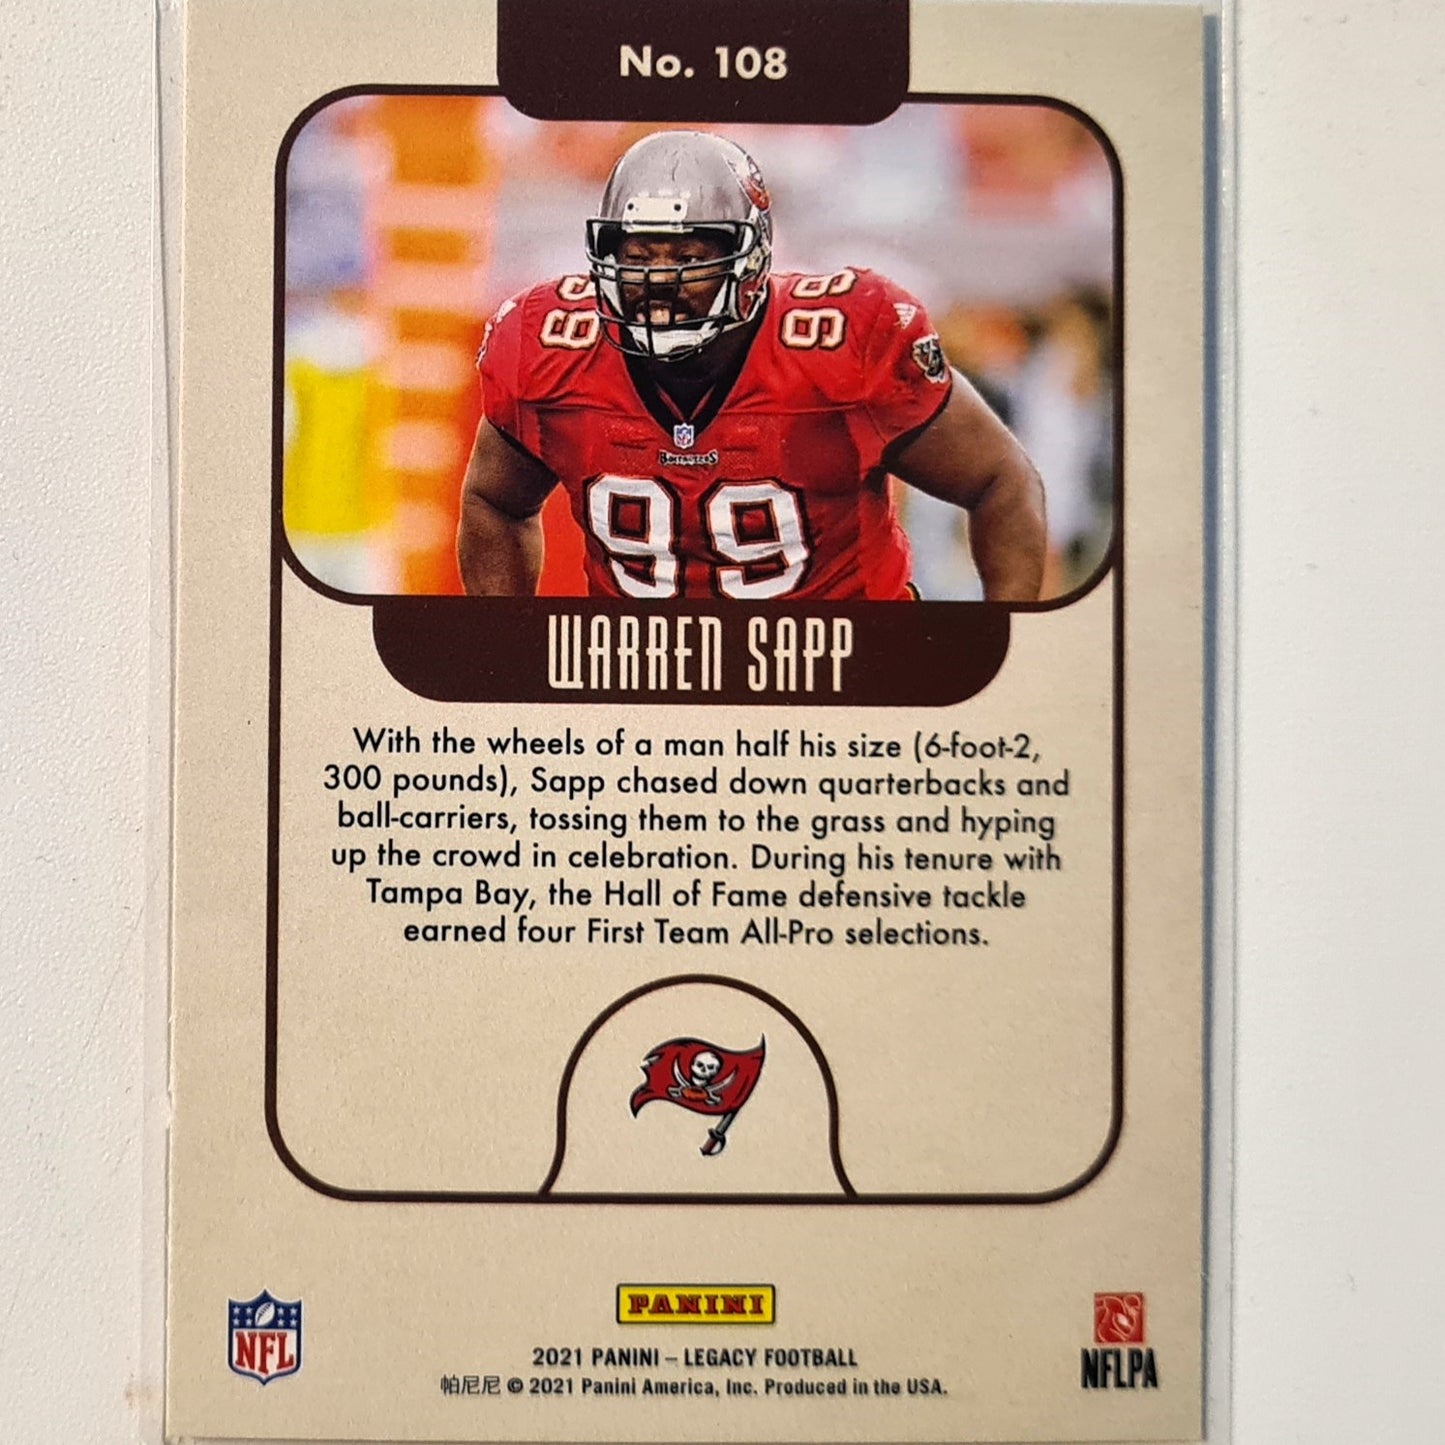 No. 108
99 99
BUCCANEERS
99
WARREN SAPP
With the wheels of a man half his size (6-foot-2,
300 pounds), Sapp chased down quarterbacks and
ball-carriers, tossing them to the grass and hyping
up the crowd in celebration. During his tenure with
Tampa Bay, the Hall of Fame defensive tackle
earned four First Team All-Pro selections.
PANINI
NFL
NFLPA
2021 PANINI – LEGACY FOOTBALL
帕尼尼 © 2021 Panini America, Inc. Produced in the USA.